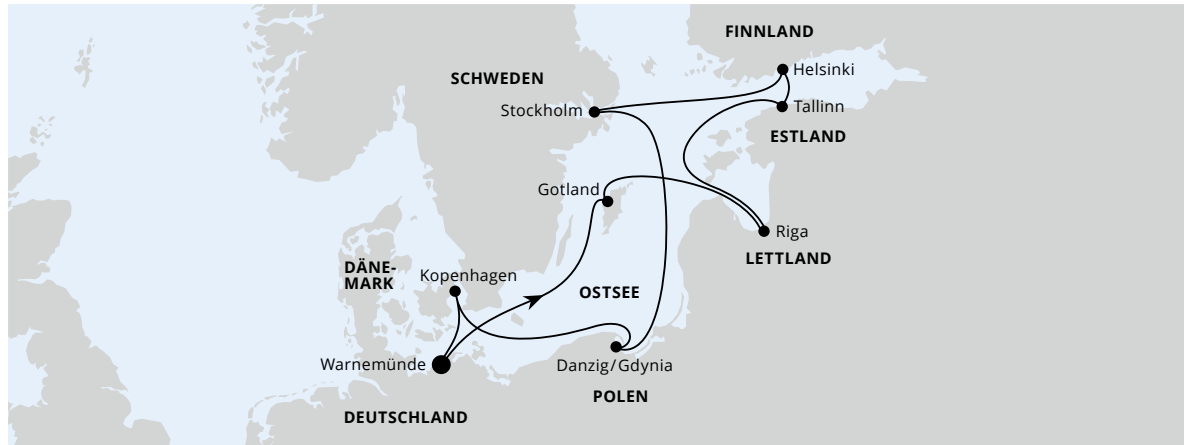 FINNLAND
Helsinki
SCHWEDEN
Stockholm
Tallinn
ESTLAND
Gotland
Riga
LETTLAND
DÄNE-
MARK
Kopenhagen
OSTSEE
Warnemünde
Danzig/Gdynia
POLEN
DEUTSCHLAND